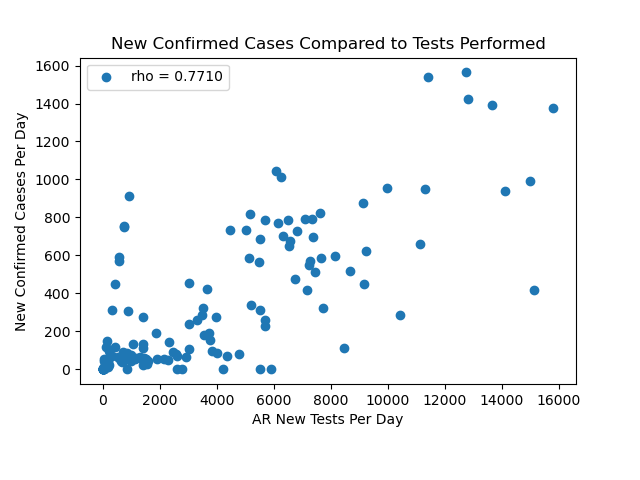 New Confirmed Cases Compared to Tests Performed
rho = 0.7710
New Confirmed Caeses Per Day
1600
1400
1200
1000
800
600
400
200
0
0 2000 4000 6000 8000 10000 12000 14000 16000
AR New Tests Per Day